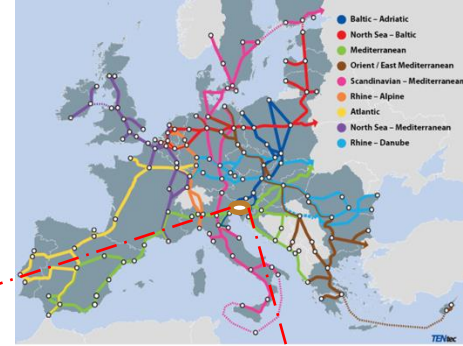 Baltic – Adriatic
North Sea – Baltic
Mediterranean
Orient / East Mediterranean
Scandinavian – Mediterranean
Rhine – Alpine
Atlantic
North Sea – Mediterranean
Rhine – Danube
TENtec